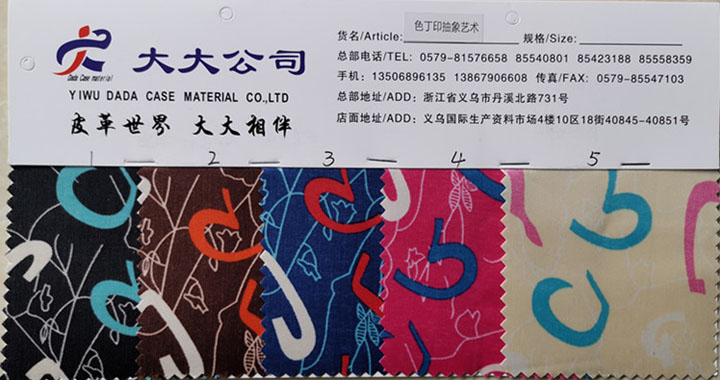 Dada Case material
大大公司
YIWU DADA CASE MATERIAL CO.,LTD
皮革世界 大大相伴
货名/Article: 色丁印抽象艺术 规格/Size:
总部电话/TEL: 0579-81576658 85540801 85423188 85558359
手机: 13506896135 13867906608 传真/FAX: 0579-85547103
总部地址/ADD: 浙江省义乌市丹溪北路731号
店面地址/ADD: 义乌国际生产资料市场4楼10区18街40845-40851号
1 2 3 4 5